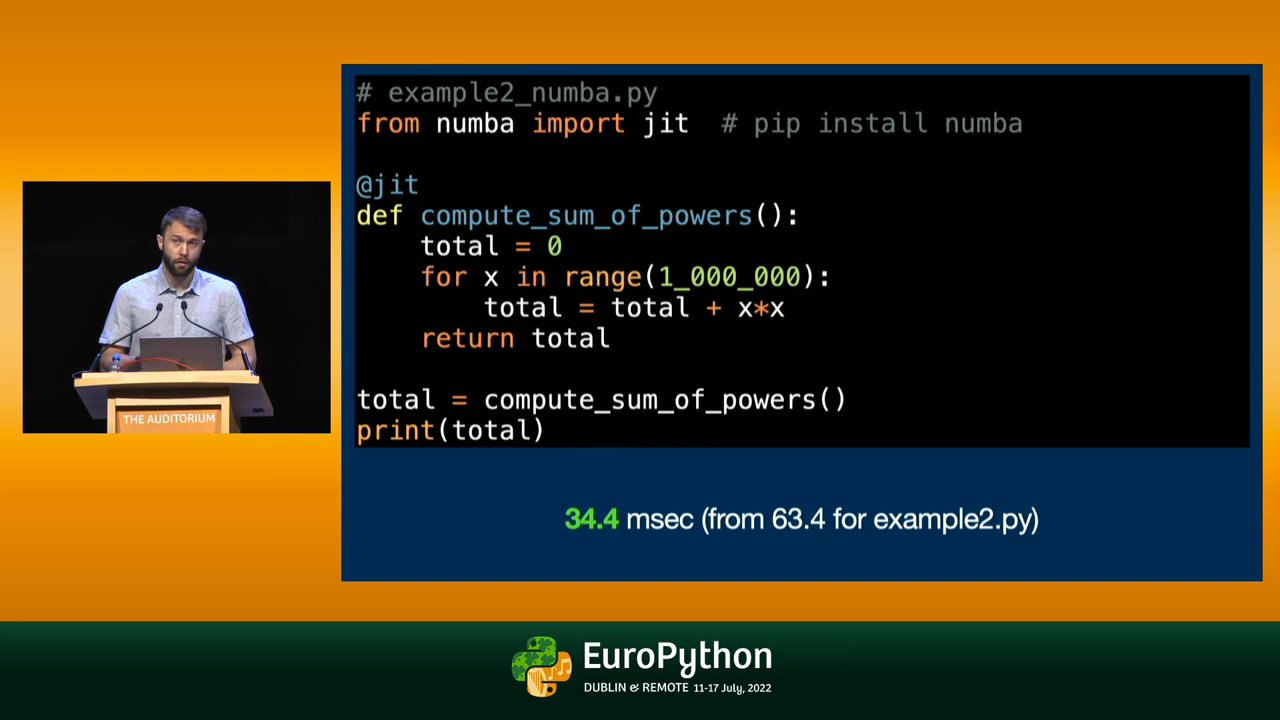 # example2_numba.py
from numba import jit  # pip install numba
@jit
def compute_sum_of_powers():
    total = 0
    for x in range(1_000_000):
        total = total + x*x
    return total
total = compute_sum_of_powers()
print(total)
34.4 msec (from 63.4 for example2.py)
THE AUDITORIUM
EuroPython
DUBLIN & REMOTE 11-17 July, 2022